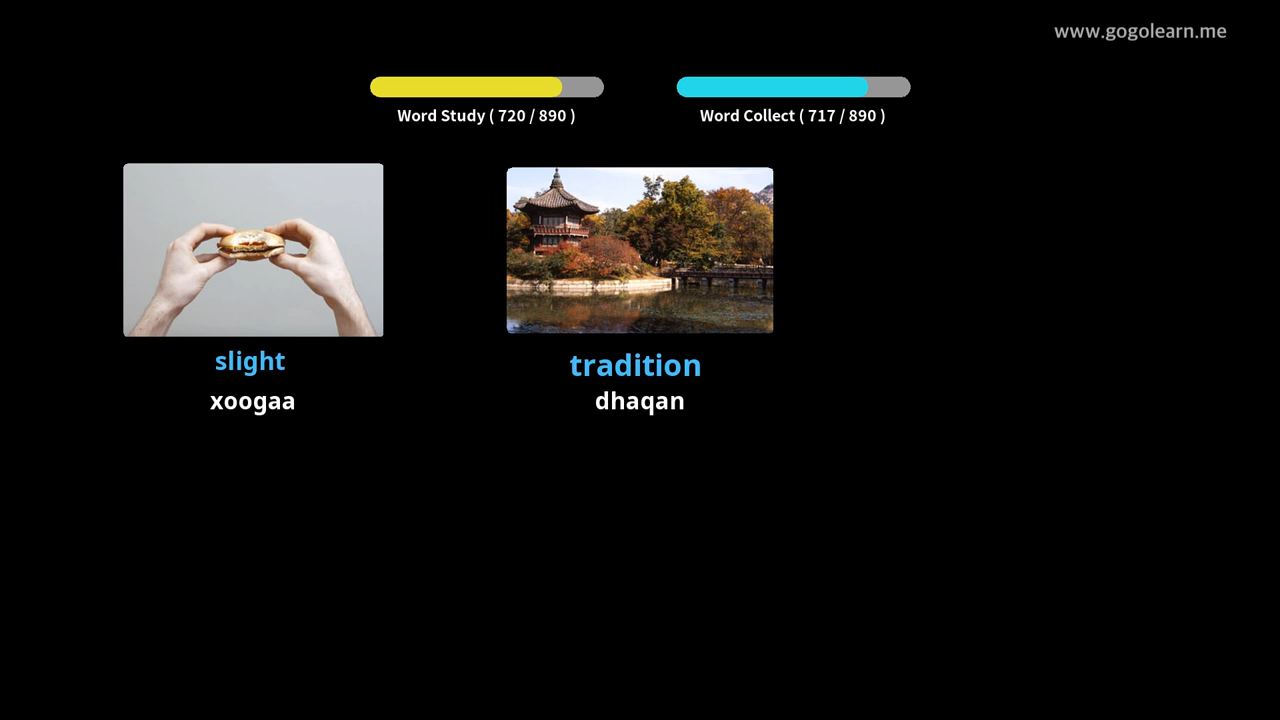 www.gogolearn.me
Word Study ( 720 / 890 )
Word Collect ( 717 / 890 )
slight
xoogaa
tradition
dhaqan